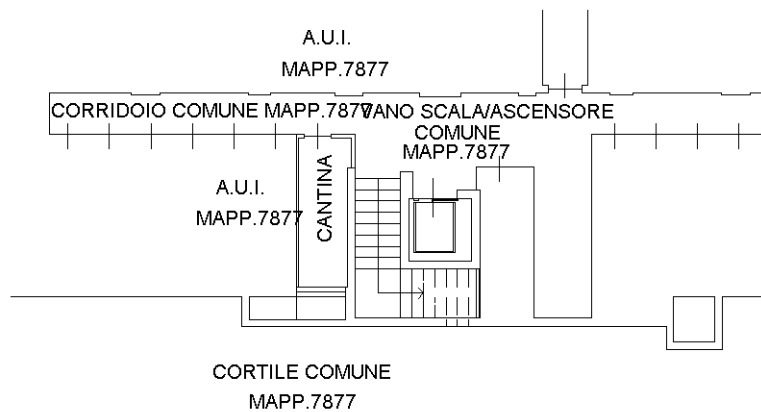 A.U.I.
MAPP.7877
CORRIDOIO COMUNE MAPP.7877
VANO SCALA/ASCENSORE
COMUNE
MAPP.7877
A.U.I.
MAPP.7877
CANTINA
CORTILE COMUNE
MAPP.7877